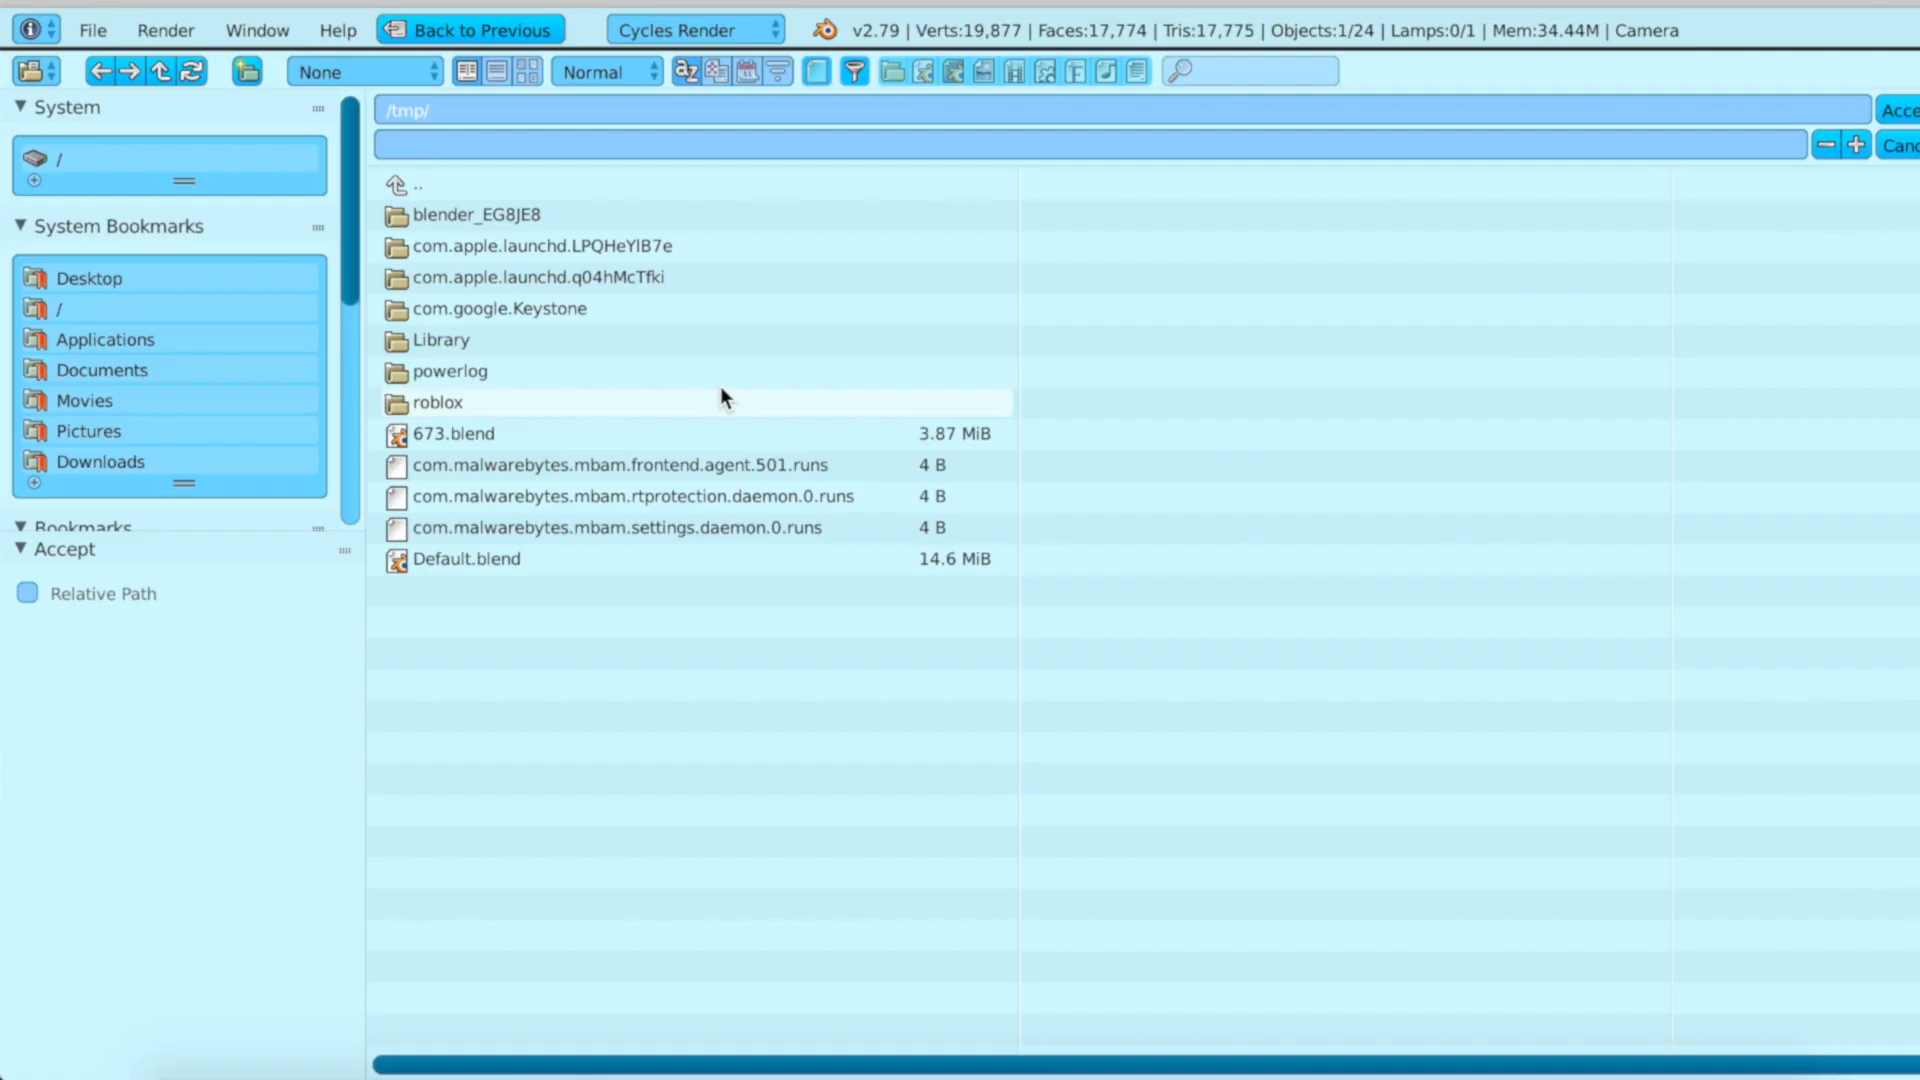 File Render Window Help Back to Previous Cycles Render v2.79 | Verts:19,877 | Faces:17,774 | Tris:17,775 | Objects:1/24 | Lamps:0/1 | Mem:34.44M | Camera
None Normal
System
/
System Bookmarks
Desktop
/
Applications
Documents
Movies
Pictures
Downloads
Bookmarks
Accept
Relative Path
/tmp/ Acce
Canc
..
blender_EG8JE8
com.apple.launchd.LPQHeYlB7e
com.apple.launchd.q04hMcTfki
com.google.Keystone
Library
powerlog
roblox
673.blend 3.87 MiB
com.malwarebytes.mbam.frontend.agent.501.runs 4 B
com.malwarebytes.mbam.rtprotection.daemon.0.runs 4 B
com.malwarebytes.mbam.settings.daemon.0.runs 4 B
Default.blend 14.6 MiB